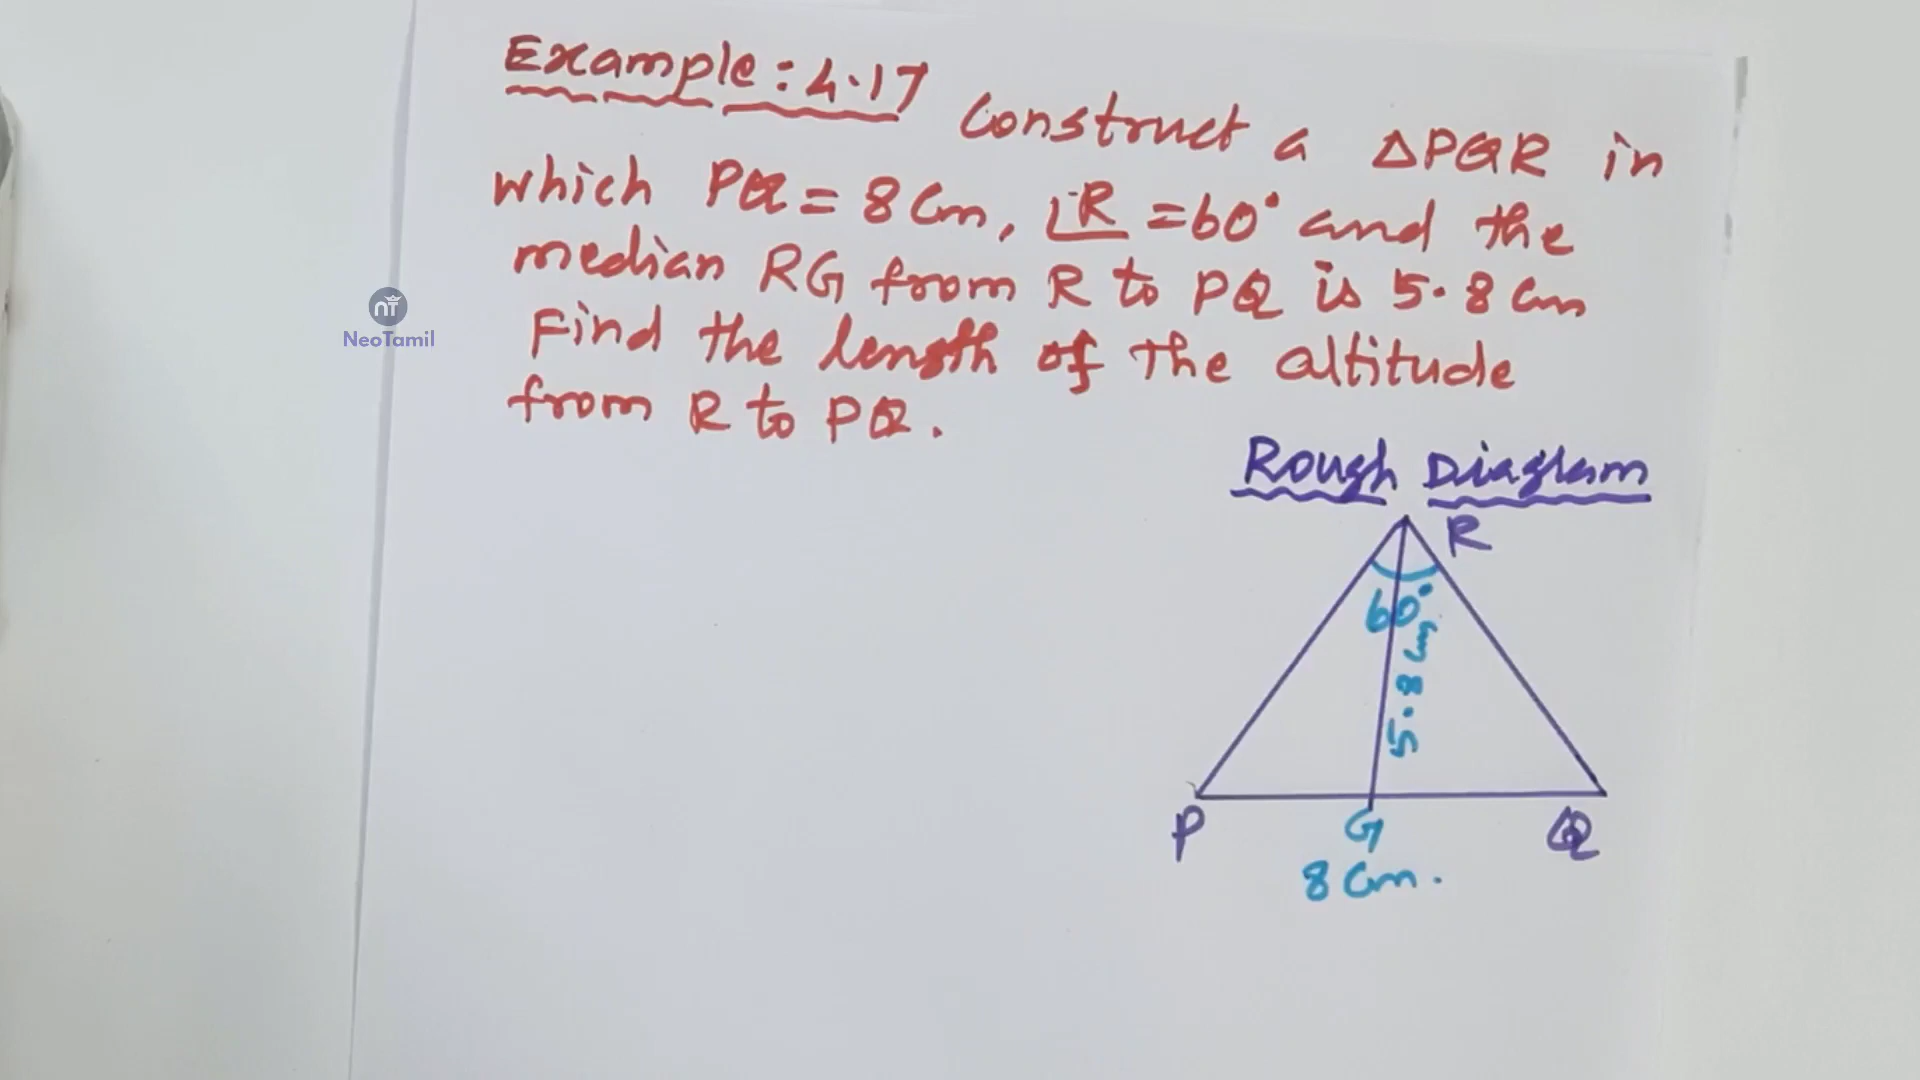 Example: 4.17 Construct a ΔPQR in
which PQ = 8 cm, ∠R = 60° and the
median RG from R to PQ is 5.8 cm
Find the length of the altitude
from R to PQ.
NeoTamil
Rough Diagram
R
60°
5.8 cm
P
G
Q
8 cm.